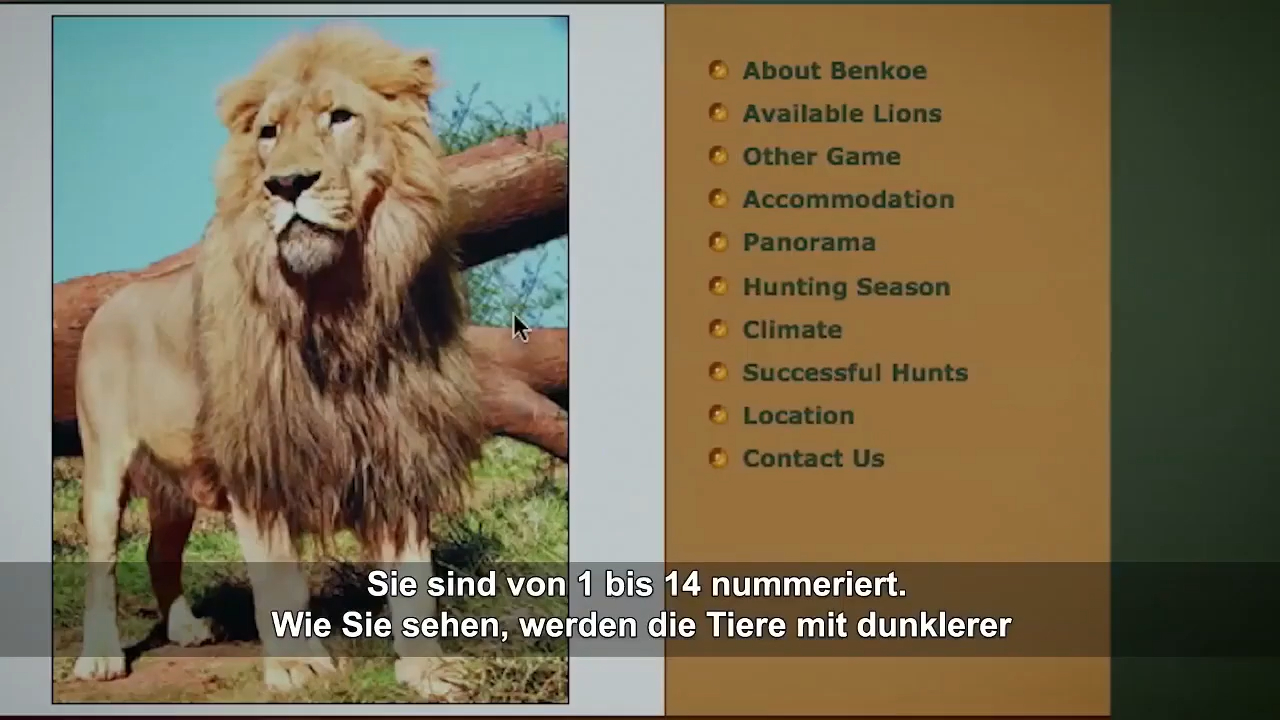 About Benkoe
Available Lions
Other Game
Accommodation
Panorama
Hunting Season
Climate
Successful Hunts
Location
Contact Us
Sie sind von 1 bis 14 nummeriert.
Wie Sie sehen, werden die Tiere mit dunklerer